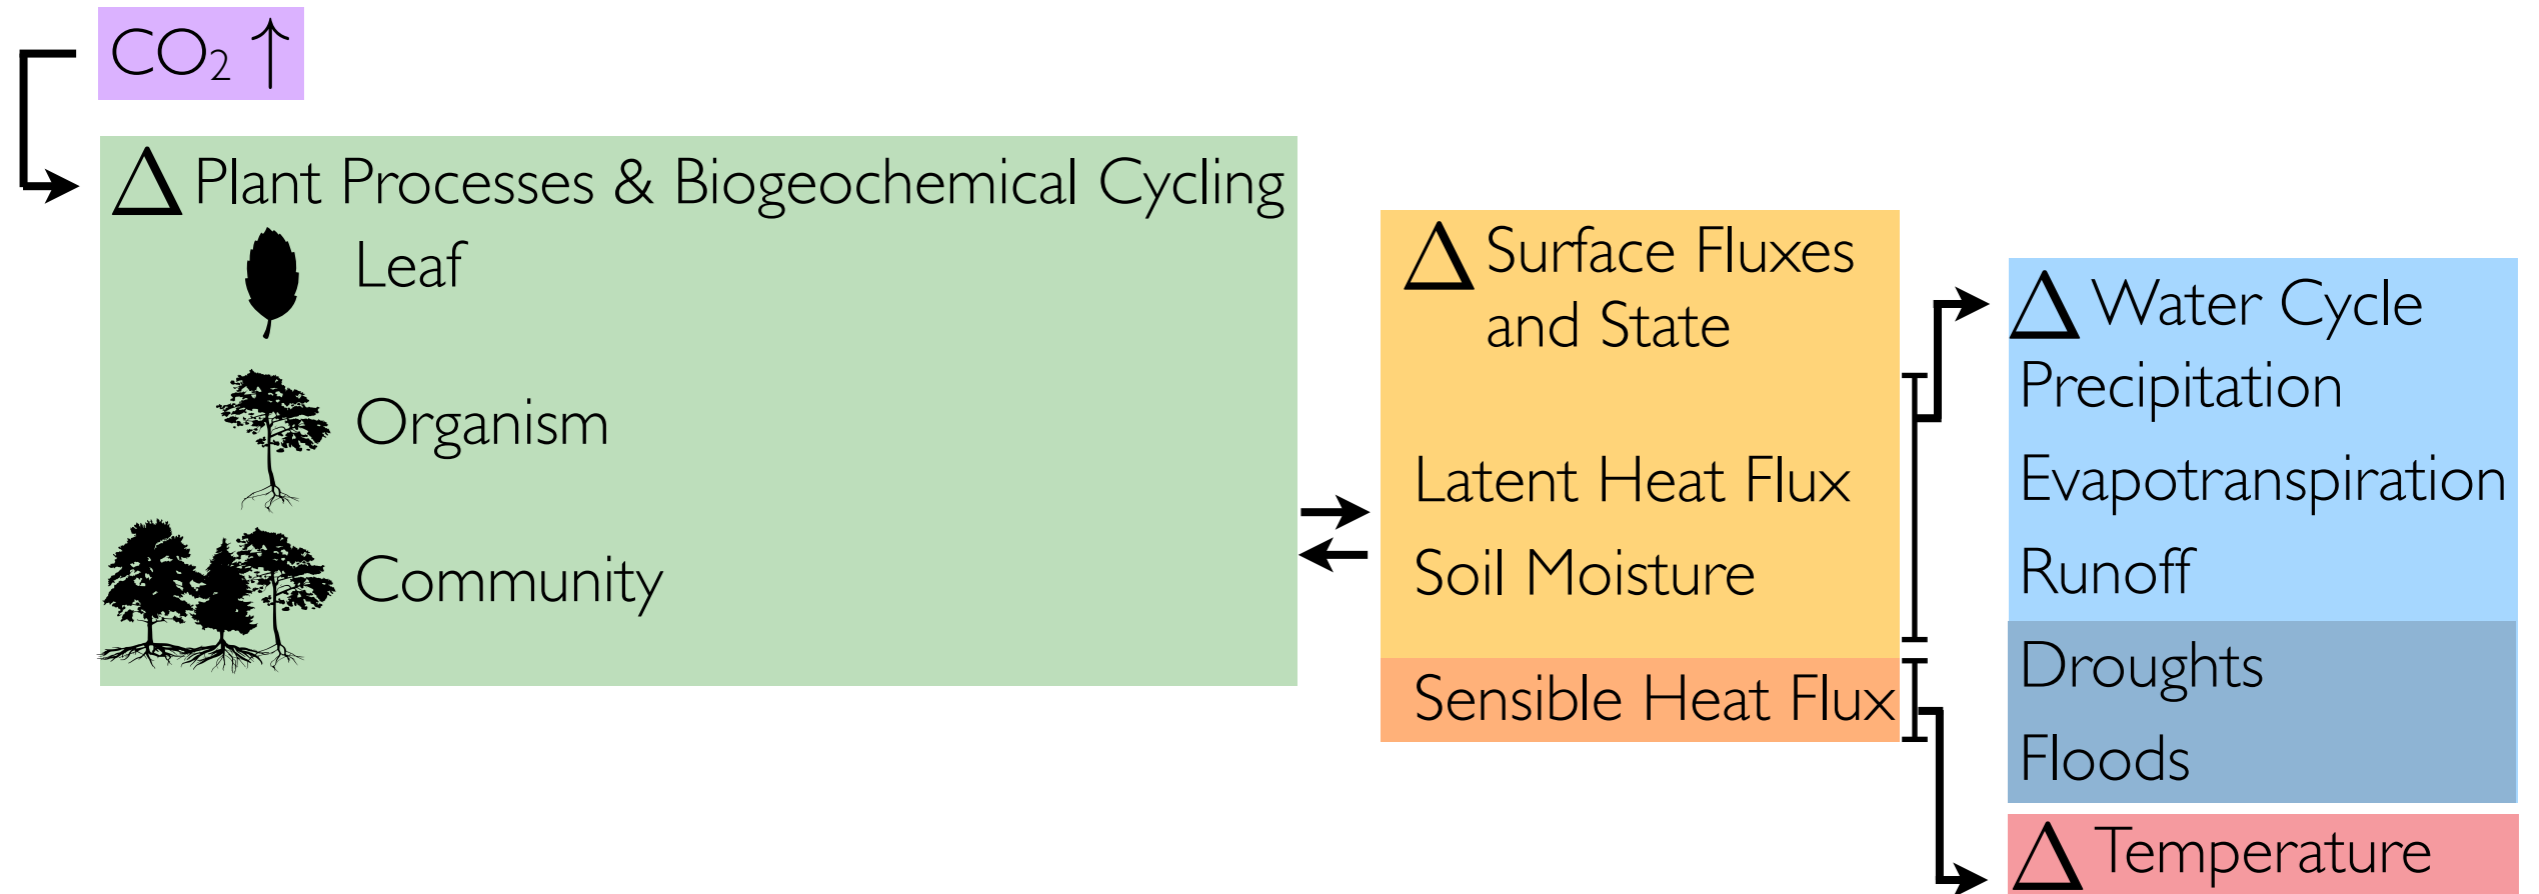 CO₂ ↑
Δ Plant Processes & Biogeochemical Cycling
Leaf
Organism
Community
Δ Surface Fluxes
and State
Latent Heat Flux
Soil Moisture
Sensible Heat Flux
Δ Water Cycle
Precipitation
Evapotranspiration
Runoff
Droughts
Floods
Δ Temperature